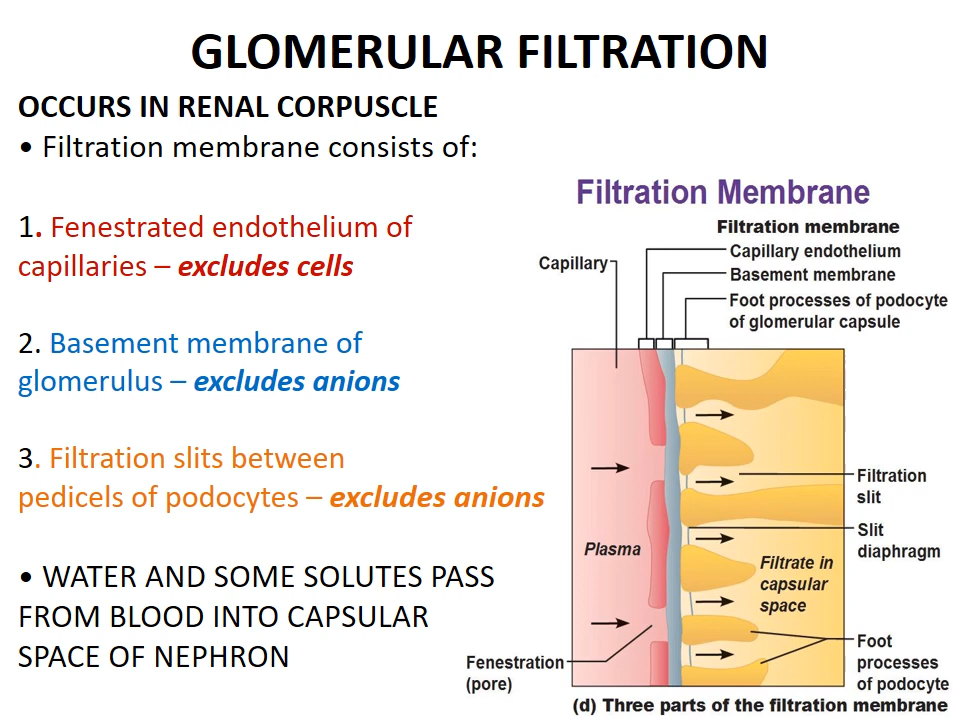 GLOMERULAR FILTRATION
OCCURS IN RENAL CORPUSCLE
• Filtration membrane consists of:
1. Fenestrated endothelium of
capillaries – excludes cells
2. Basement membrane of
glomerulus – excludes anions
3. Filtration slits between
pedicels of podocytes – excludes anions
• WATER AND SOME SOLUTES PASS
FROM BLOOD INTO CAPSULAR
SPACE OF NEPHRON
Filtration Membrane
Filtration membrane
Capillary endothelium
Basement membrane
Foot processes of podocyte
of glomerular capsule
Capillary
Filtration
slit
Slit
diaphragm
Plasma
Filtrate in
capsular
space
Foot
processes
of podocyte
Fenestration
(pore)
(d) Three parts of the filtration membrane